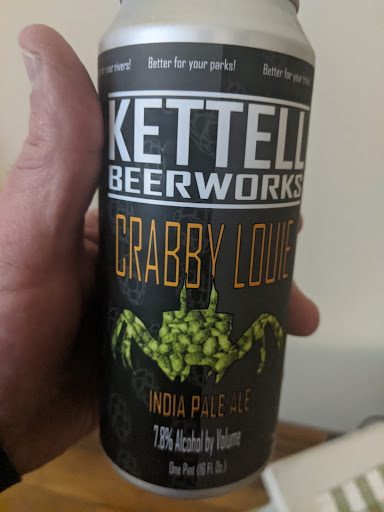 for your rivers! Better for your parks! Better for your
KETTELL
BEERWORKS
CRABBY LOUIE
INDIA PALE ALE
7.8% Alcohol by Volume
One Pint (16 Fl. Oz.)